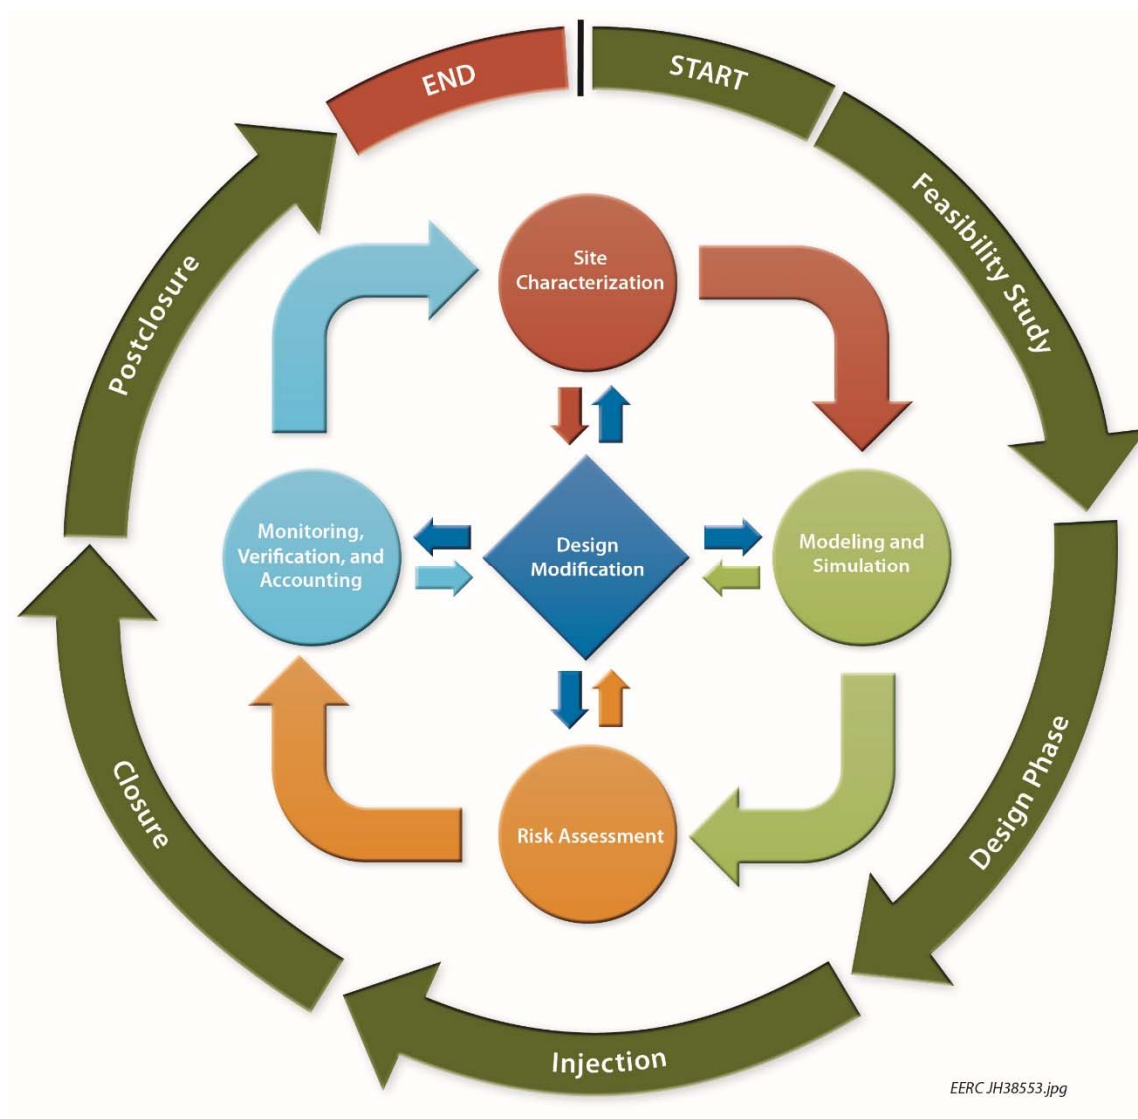 END
START
Feasibility Study
Design Phase
Injection
Closure
Postclosure
Site
Characterization
Modeling and
Simulation
Risk Assessment
Monitoring,
Verification, and
Accounting
Design
Modification
EERC JH38553.jpg